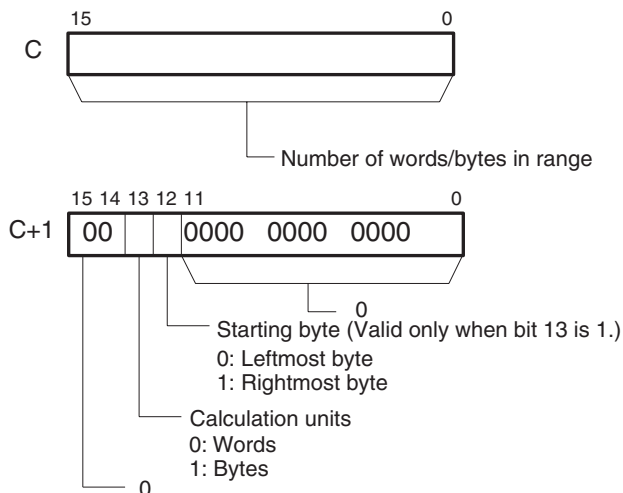 15 0
C
Number of words/bytes in range
15 14 13 12 11 0
C+1 00 0000 0000 0000
0
Starting byte (Valid only when bit 13 is 1.)
0: Leftmost byte
1: Rightmost byte
Calculation units
0: Words
1: Bytes
0